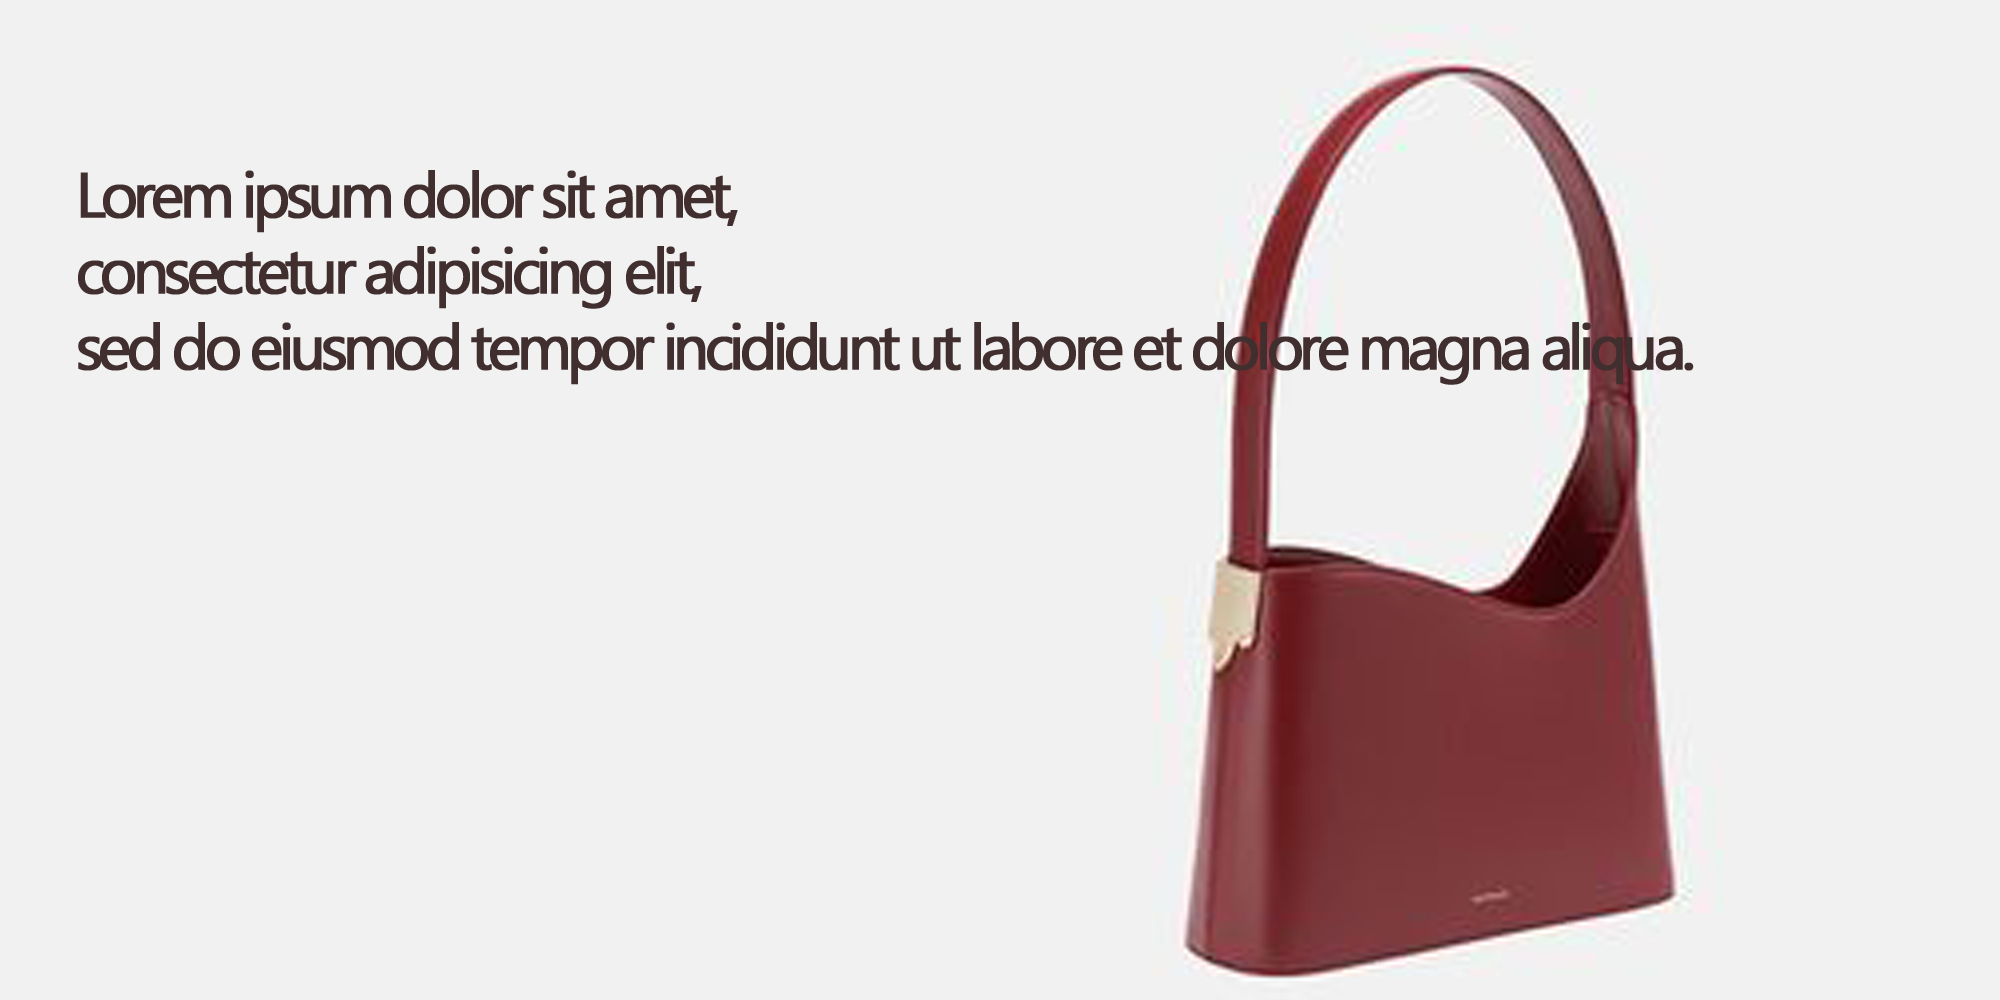 Lorem ipsum dolor sit amet,
consectetur adipisicing elit,
sed do eiusmod tempor incididunt ut labore et dolore magna aliqua.